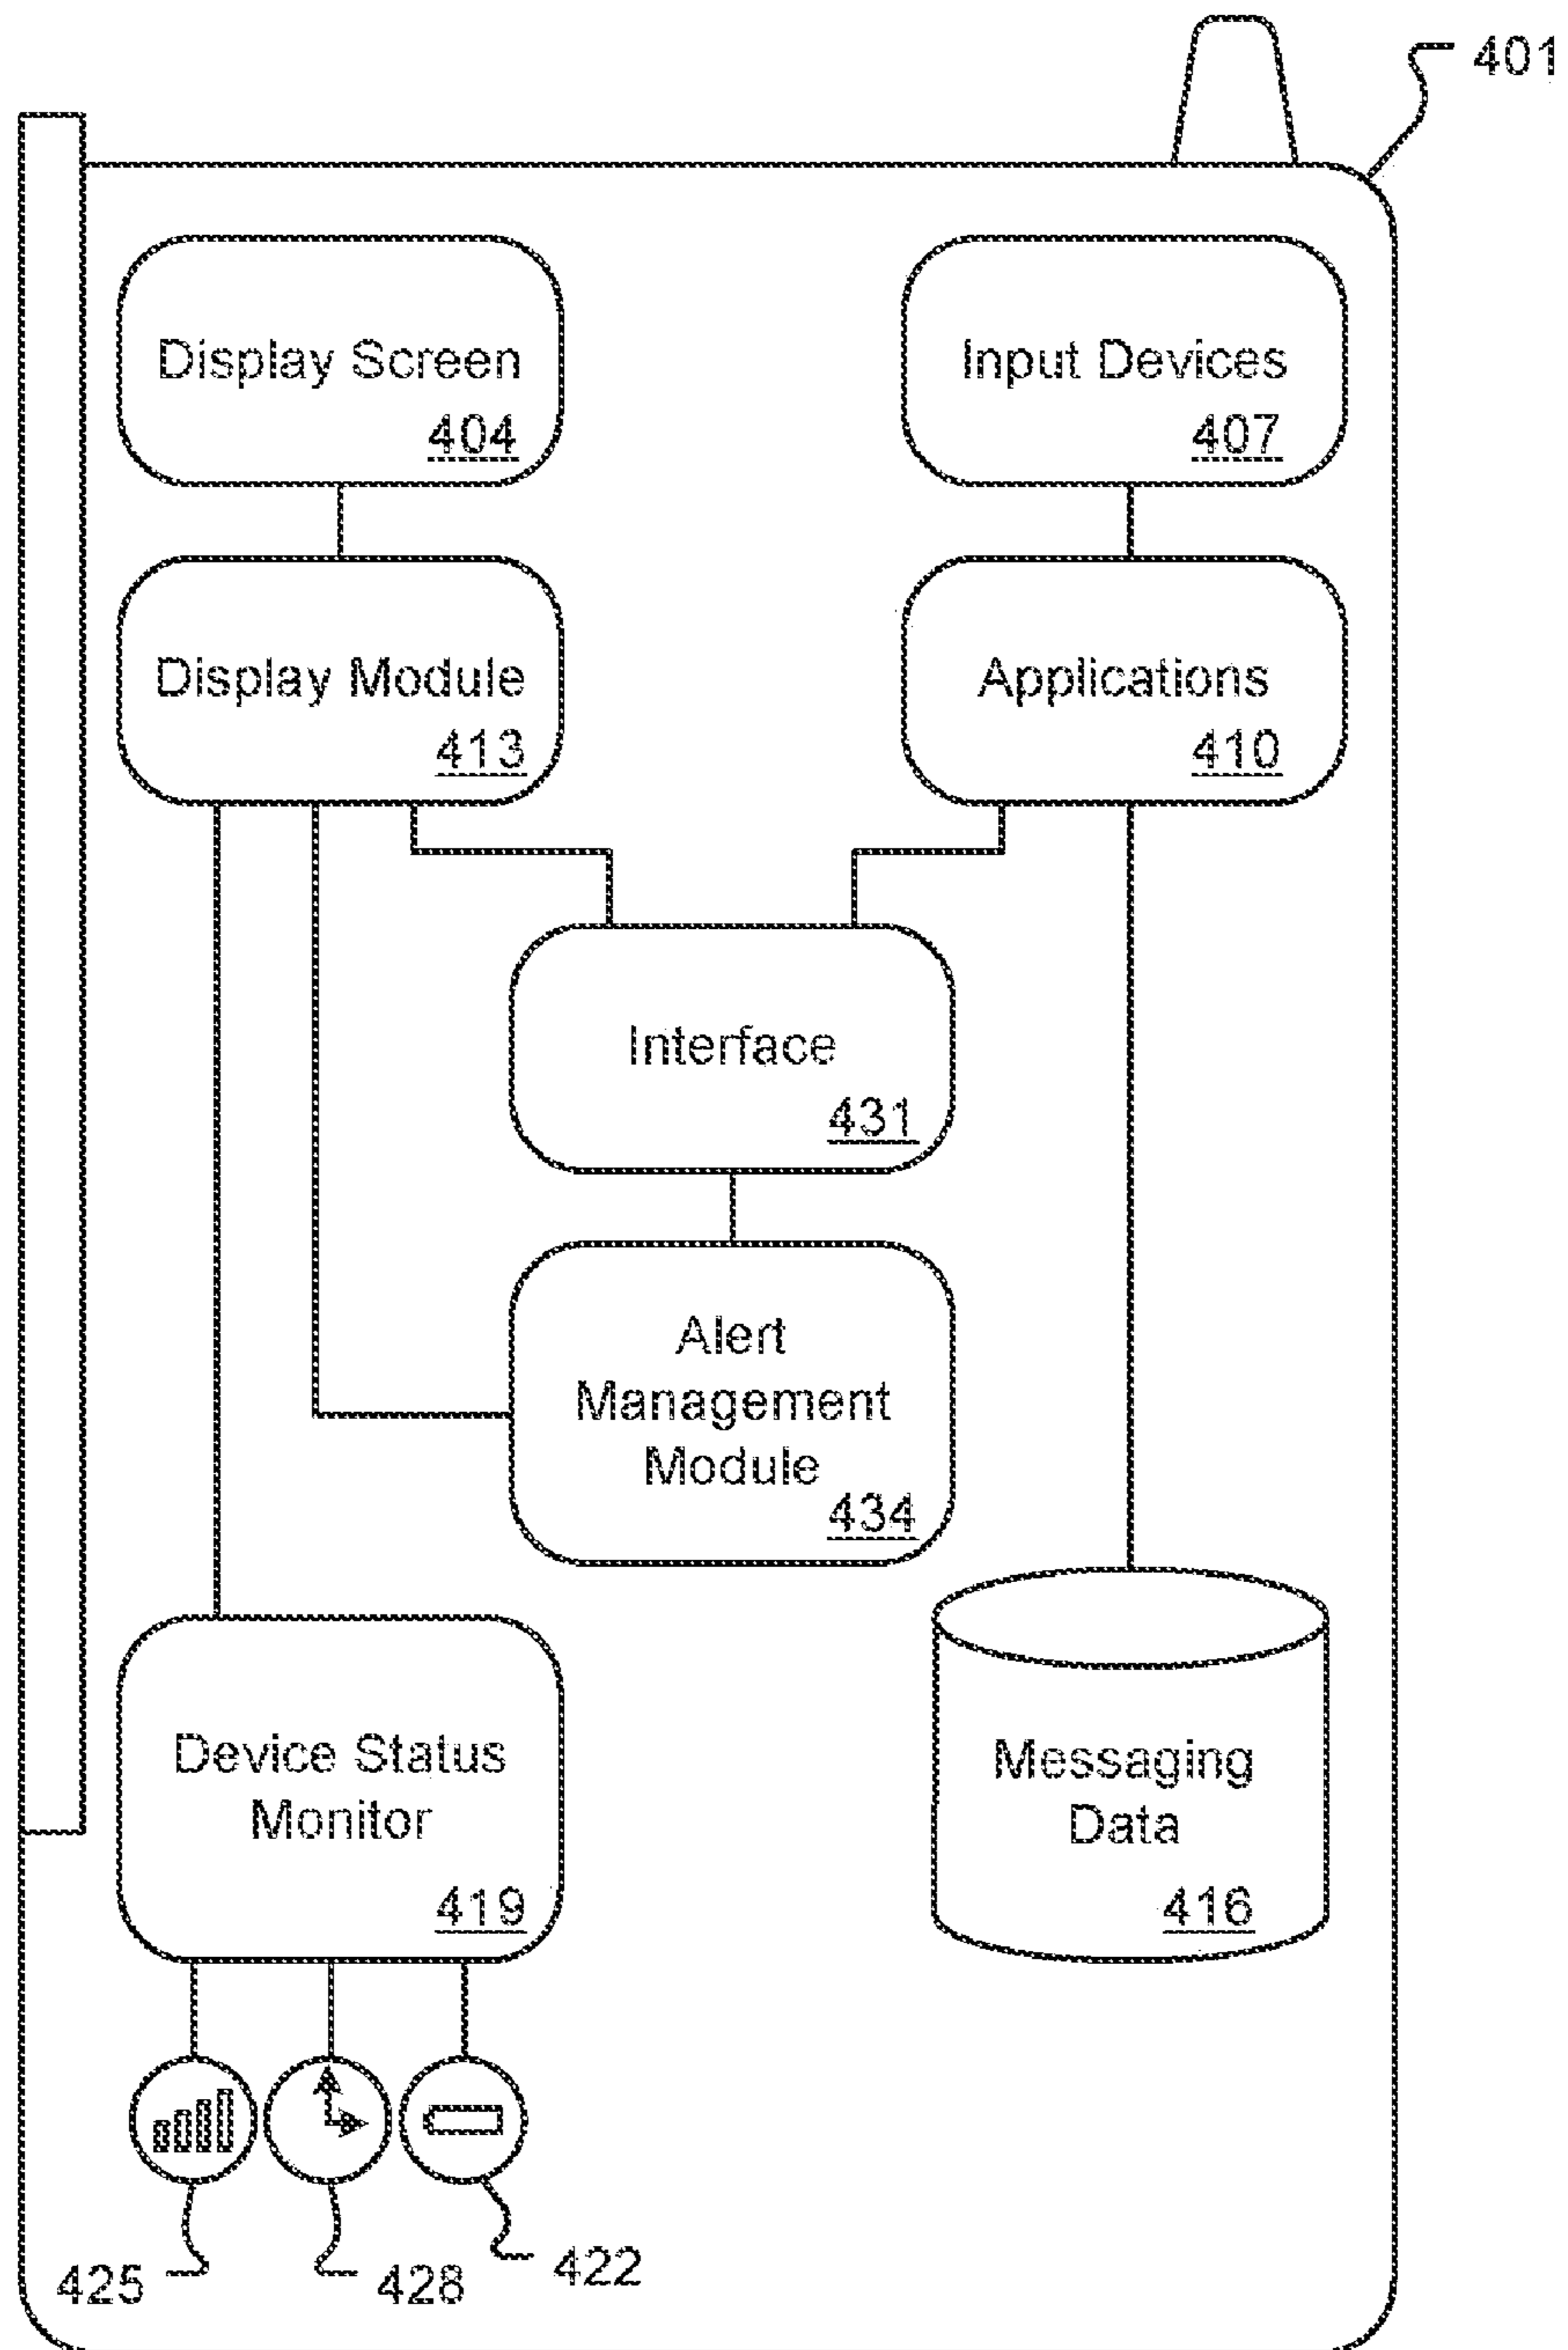 401
Display Screen
404
Input Devices
407
Display Module
413
Applications
410
Interface
431
Alert
Management
Module
434
Device Status
Monitor
419
Messaging
Data
416
425
428
422